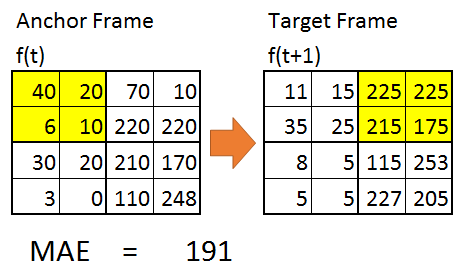 Anchor Frame Target Frame
f(t) f(t+1)
40 20 70 10 11 15 225 225
6 10 220 220 35 25 215 175
30 20 210 170 8 5 115 253
3 0 110 248 5 5 227 205
MAE = 191